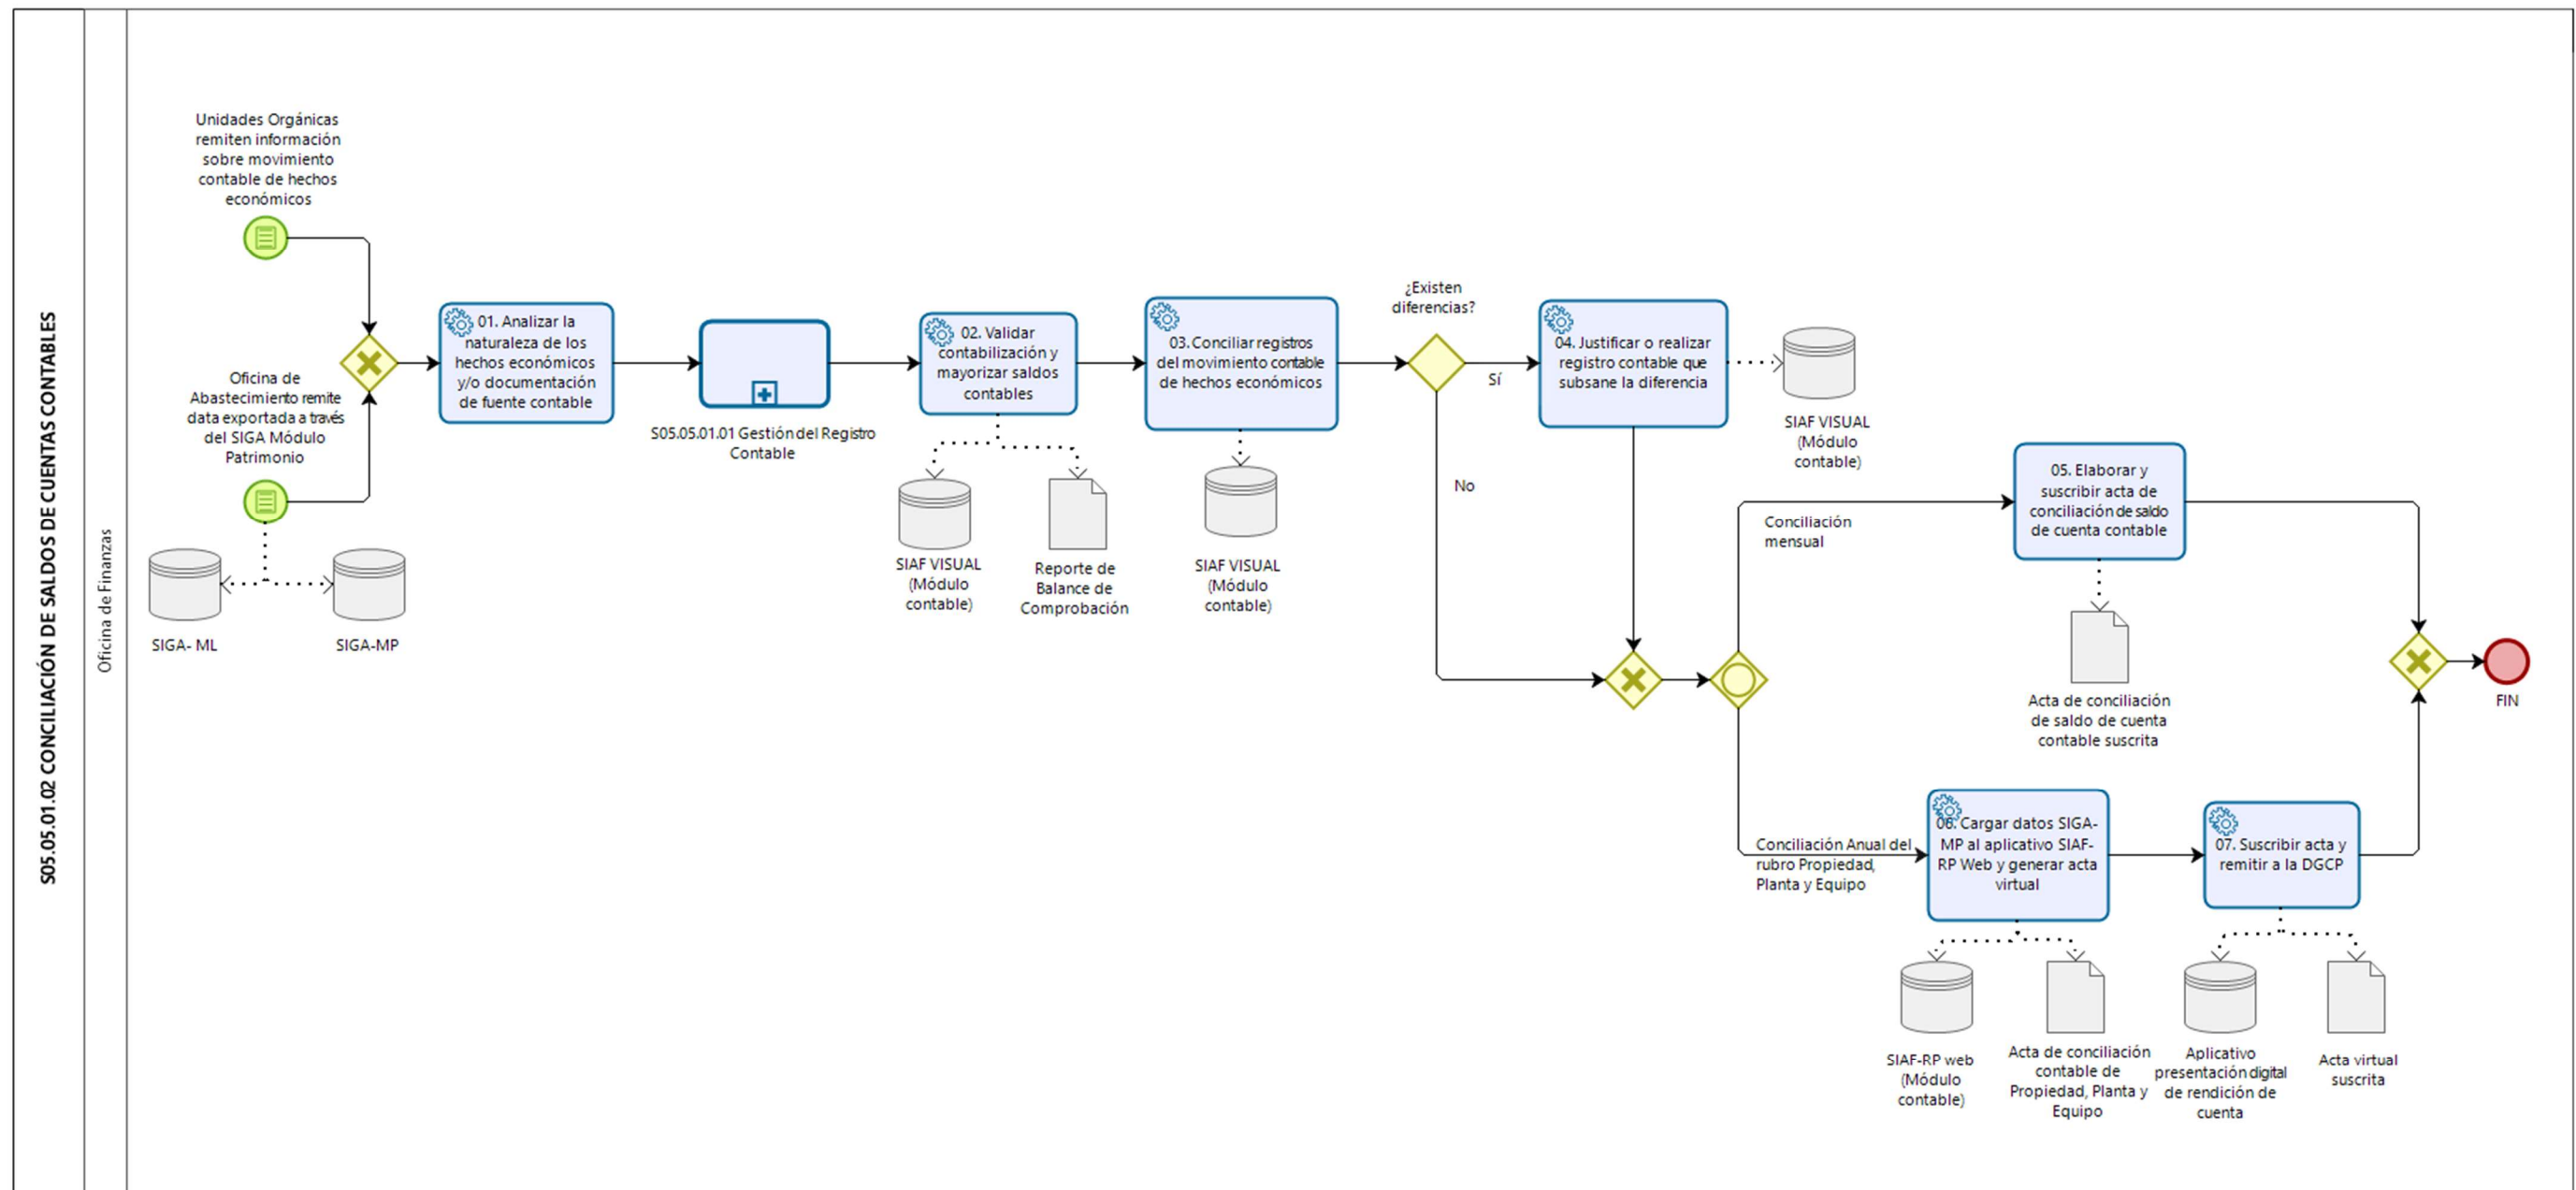 S05.05.01.02 CONCILIACIÓN DE SALDOS DE CUENTAS CONTABLES
Oficina de Finanzas
Unidades Orgánicas
remiten información
sobre movimiento
contable de hechos
económicos
Oficina de
Abastecimiento remite
data exportada a través
del SIGA Módulo
Patrimonio
SIGA- ML
SIGA-MP
01. Analizar la
naturaleza de los
hechos económicos
y/o documentación
de fuente contable
S05.05.01.01 Gestión del Registro
Contable
02. Validar
contabilización y
mayorizar saldos
contables
SIAF VISUAL
(Módulo
contable)
Reporte de
Balance de
Comprobación
03. Conciliar registros
del movimiento contable
de hechos económicos
SIAF VISUAL
(Módulo
contable)
¿Existen
diferencias?
Sí
No
04. Justificar o realizar
registro contable que
subsane la diferencia
SIAF VISUAL
(Módulo
contable)
Conciliación
mensual
05. Elaborar y
suscribir acta de
conciliación de saldo
de cuenta contable
Acta de conciliación
de saldo de cuenta
contable suscrita
Conciliación Anual del
rubro Propiedad,
Planta y Equipo
06. Cargar datos SIGA-
MP al aplicativo SIAF-
RP Web y generar acta
virtual
SIAF-RP web
(Módulo
contable)
Acta de conciliación
contable de
Propiedad, Planta y
Equipo
07. Suscribir acta y
remitir a la DGCP
Aplicativo
presentación digital
de rendición de
cuenta
Acta virtual
suscrita
FIN